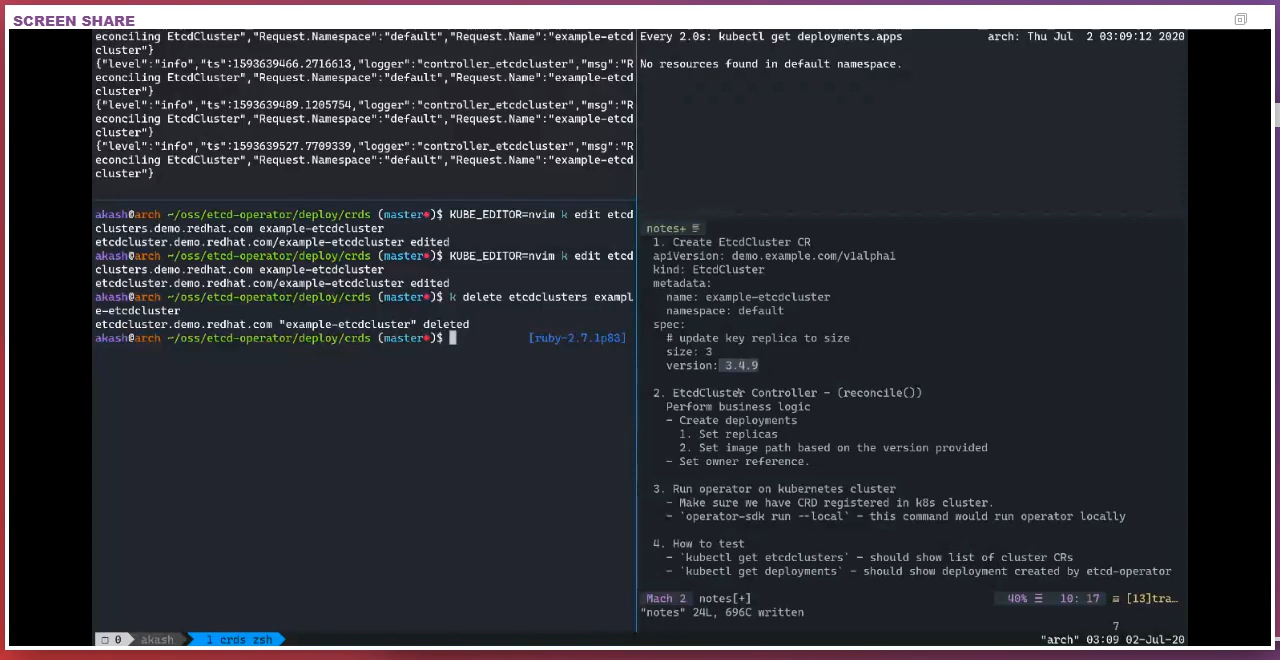 SCREEN SHARE
econciling EtcdCluster","Request.Namespace":"default","Request.Name":"example-etcd
cluster"}
{"level":"info","ts":1593639466.2716613,"logger":"controller_etcdcluster","msg":"R
econciling EtcdCluster","Request.Namespace":"default","Request.Name":"example-etcd
cluster"}
{"level":"info","ts":1593639489.1205754,"logger":"controller_etcdcluster","msg":"R
econciling EtcdCluster","Request.Namespace":"default","Request.Name":"example-etcd
cluster"}
{"level":"info","ts":1593639527.7709339,"logger":"controller_etcdcluster","msg":"R
econciling EtcdCluster","Request.Namespace":"default","Request.Name":"example-etcd
cluster"}
akash@arch ~/oss/etcd-operator/deploy/crds (master●)$ KUBE_EDITOR=nvim k edit etcd
clusters.demo.redhat.com example-etcdcluster
etcdcluster.demo.redhat.com/example-etcdcluster edited
akash@arch ~/oss/etcd-operator/deploy/crds (master●)$ KUBE_EDITOR=nvim k edit etcd
clusters.demo.redhat.com example-etcdcluster
etcdcluster.demo.redhat.com/example-etcdcluster edited
akash@arch ~/oss/etcd-operator/deploy/crds (master●)$ k delete etcdclusters exampl
e-etcdcluster
etcdcluster.demo.redhat.com "example-etcdcluster" deleted
akash@arch ~/oss/etcd-operator/deploy/crds (master●)$ [ruby-2.7.1p83]
Every 2.0s: kubectl get deployments.apps arch: Thu Jul 2 03:09:12 2020
No resources found in default namespace.
notes+ ≡
1. Create EtcdCluster CR
apiVersion: demo.example.com/v1alpha1
kind: EtcdCluster
metadata:
name: example-etcdcluster
namespace: default
spec:
# update key replica to size
size: 3
version: 3.4.9
2. EtcdCluster Controller - (reconcile())
Perform business logic
- Create deployments
1. Set replicas
2. Set image path based on the version provided
- Set owner reference.
3. Run operator on kubernetes cluster
- Make sure we have CRD registered in k8s cluster.
- `operator-sdk run --local` - this command would run operator locally
4. How to test
- `kubectl get etcdclusters` - should show list of cluster CRs
- `kubectl get deployments` - should show deployment created by etcd-operator
Mach 2 notes[+] 40% ☰ 10: 17 ≡ [13]tra…
"notes" 24L, 696C written
7
□ 0 akash 1 crds zsh "arch" 03:09 02-Jul-20